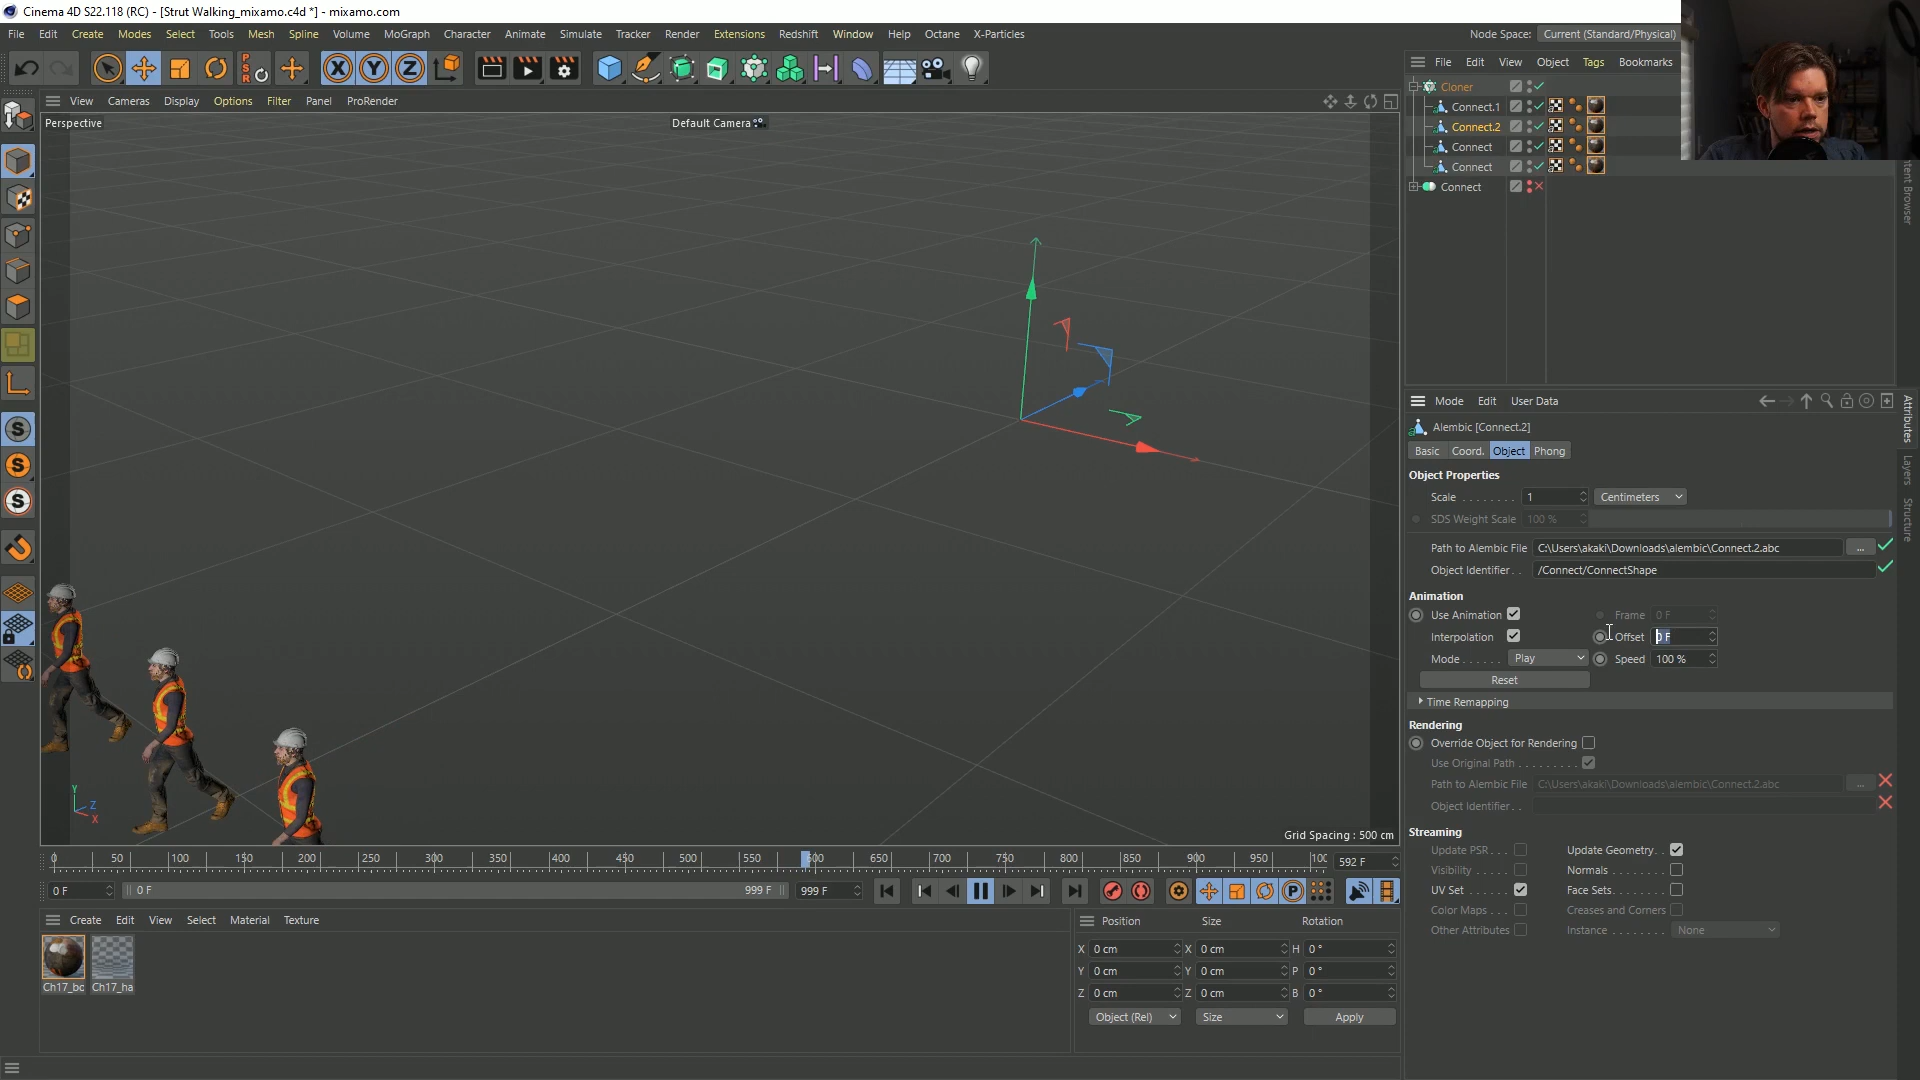 Cinema 4D S22.118 (RC) - [Strut Walking_mixamo.c4d *] - mixamo.com
File Edit Create Modes Select Tools Mesh Spline Volume MoGraph Character Animate Simulate Tracker Render Extensions Redshift Window Help Octane X-Particles
Node Space: Current (Standard/Physical)
X Y Z
PSR
View Cameras Display Options Filter Panel ProRender
Perspective
Default Camera
Grid Spacing : 500 cm
Y
Z
X
S
S
S
File Edit View Object Tags Bookmarks
Cloner
Connect.1
Connect.2
Connect
Connect
Connect
Mode Edit User Data
Alembic [Connect.2]
Basic Coord. Object Phong
Object Properties
Scale 1 Centimeters
SDS Weight Scale 100 %
Path to Alembic File C:\Users\akaki\Downloads\alembic\Connect.2.abc ...
Object Identifier /Connect/ConnectShape
Animation
Use Animation Frame 0 F
Interpolation Offset 0 F
Mode Play Speed 100 %
Reset
Time Remapping
Rendering
Override Object for Rendering
Use Original Path
Path to Alembic File C:\Users\akaki\Downloads\alembic\Connect.2.abc ...
Object Identifier
Streaming
Update PSR Update Geometry
Visibility Normals
UV Set Face Sets
Color Maps Creases and Corners
Other Attributes Instance None
Attributes
Layers
Structure
tent Browser
0 50 100 150 200 250 300 350 400 450 500 550 600 650 700 750 800 850 900 950 100 592 F
0 F 0 F 999 F 999 F
P
Create Edit View Select Material Texture
Ch17_bo Ch17_ha
Position Size Rotation
X 0 cm X 0 cm H 0 °
Y 0 cm Y 0 cm P 0 °
Z 0 cm Z 0 cm B 0 °
Object (Rel) Size Apply